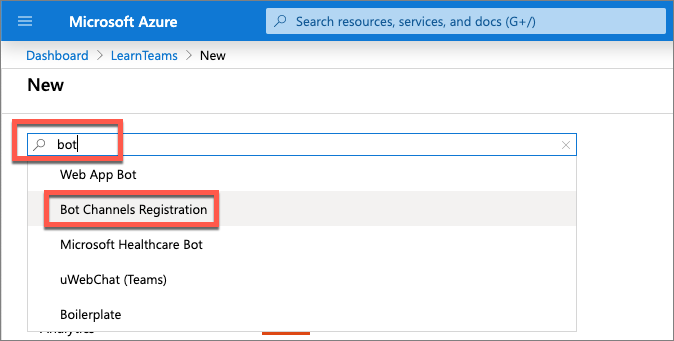 Microsoft Azure
Search resources, services, and docs (G+/)
Dashboard > LearnTeams > New
New
bot
Web App Bot
Bot Channels Registration
Microsoft Healthcare Bot
uWebChat (Teams)
Boilerplate
Analytics